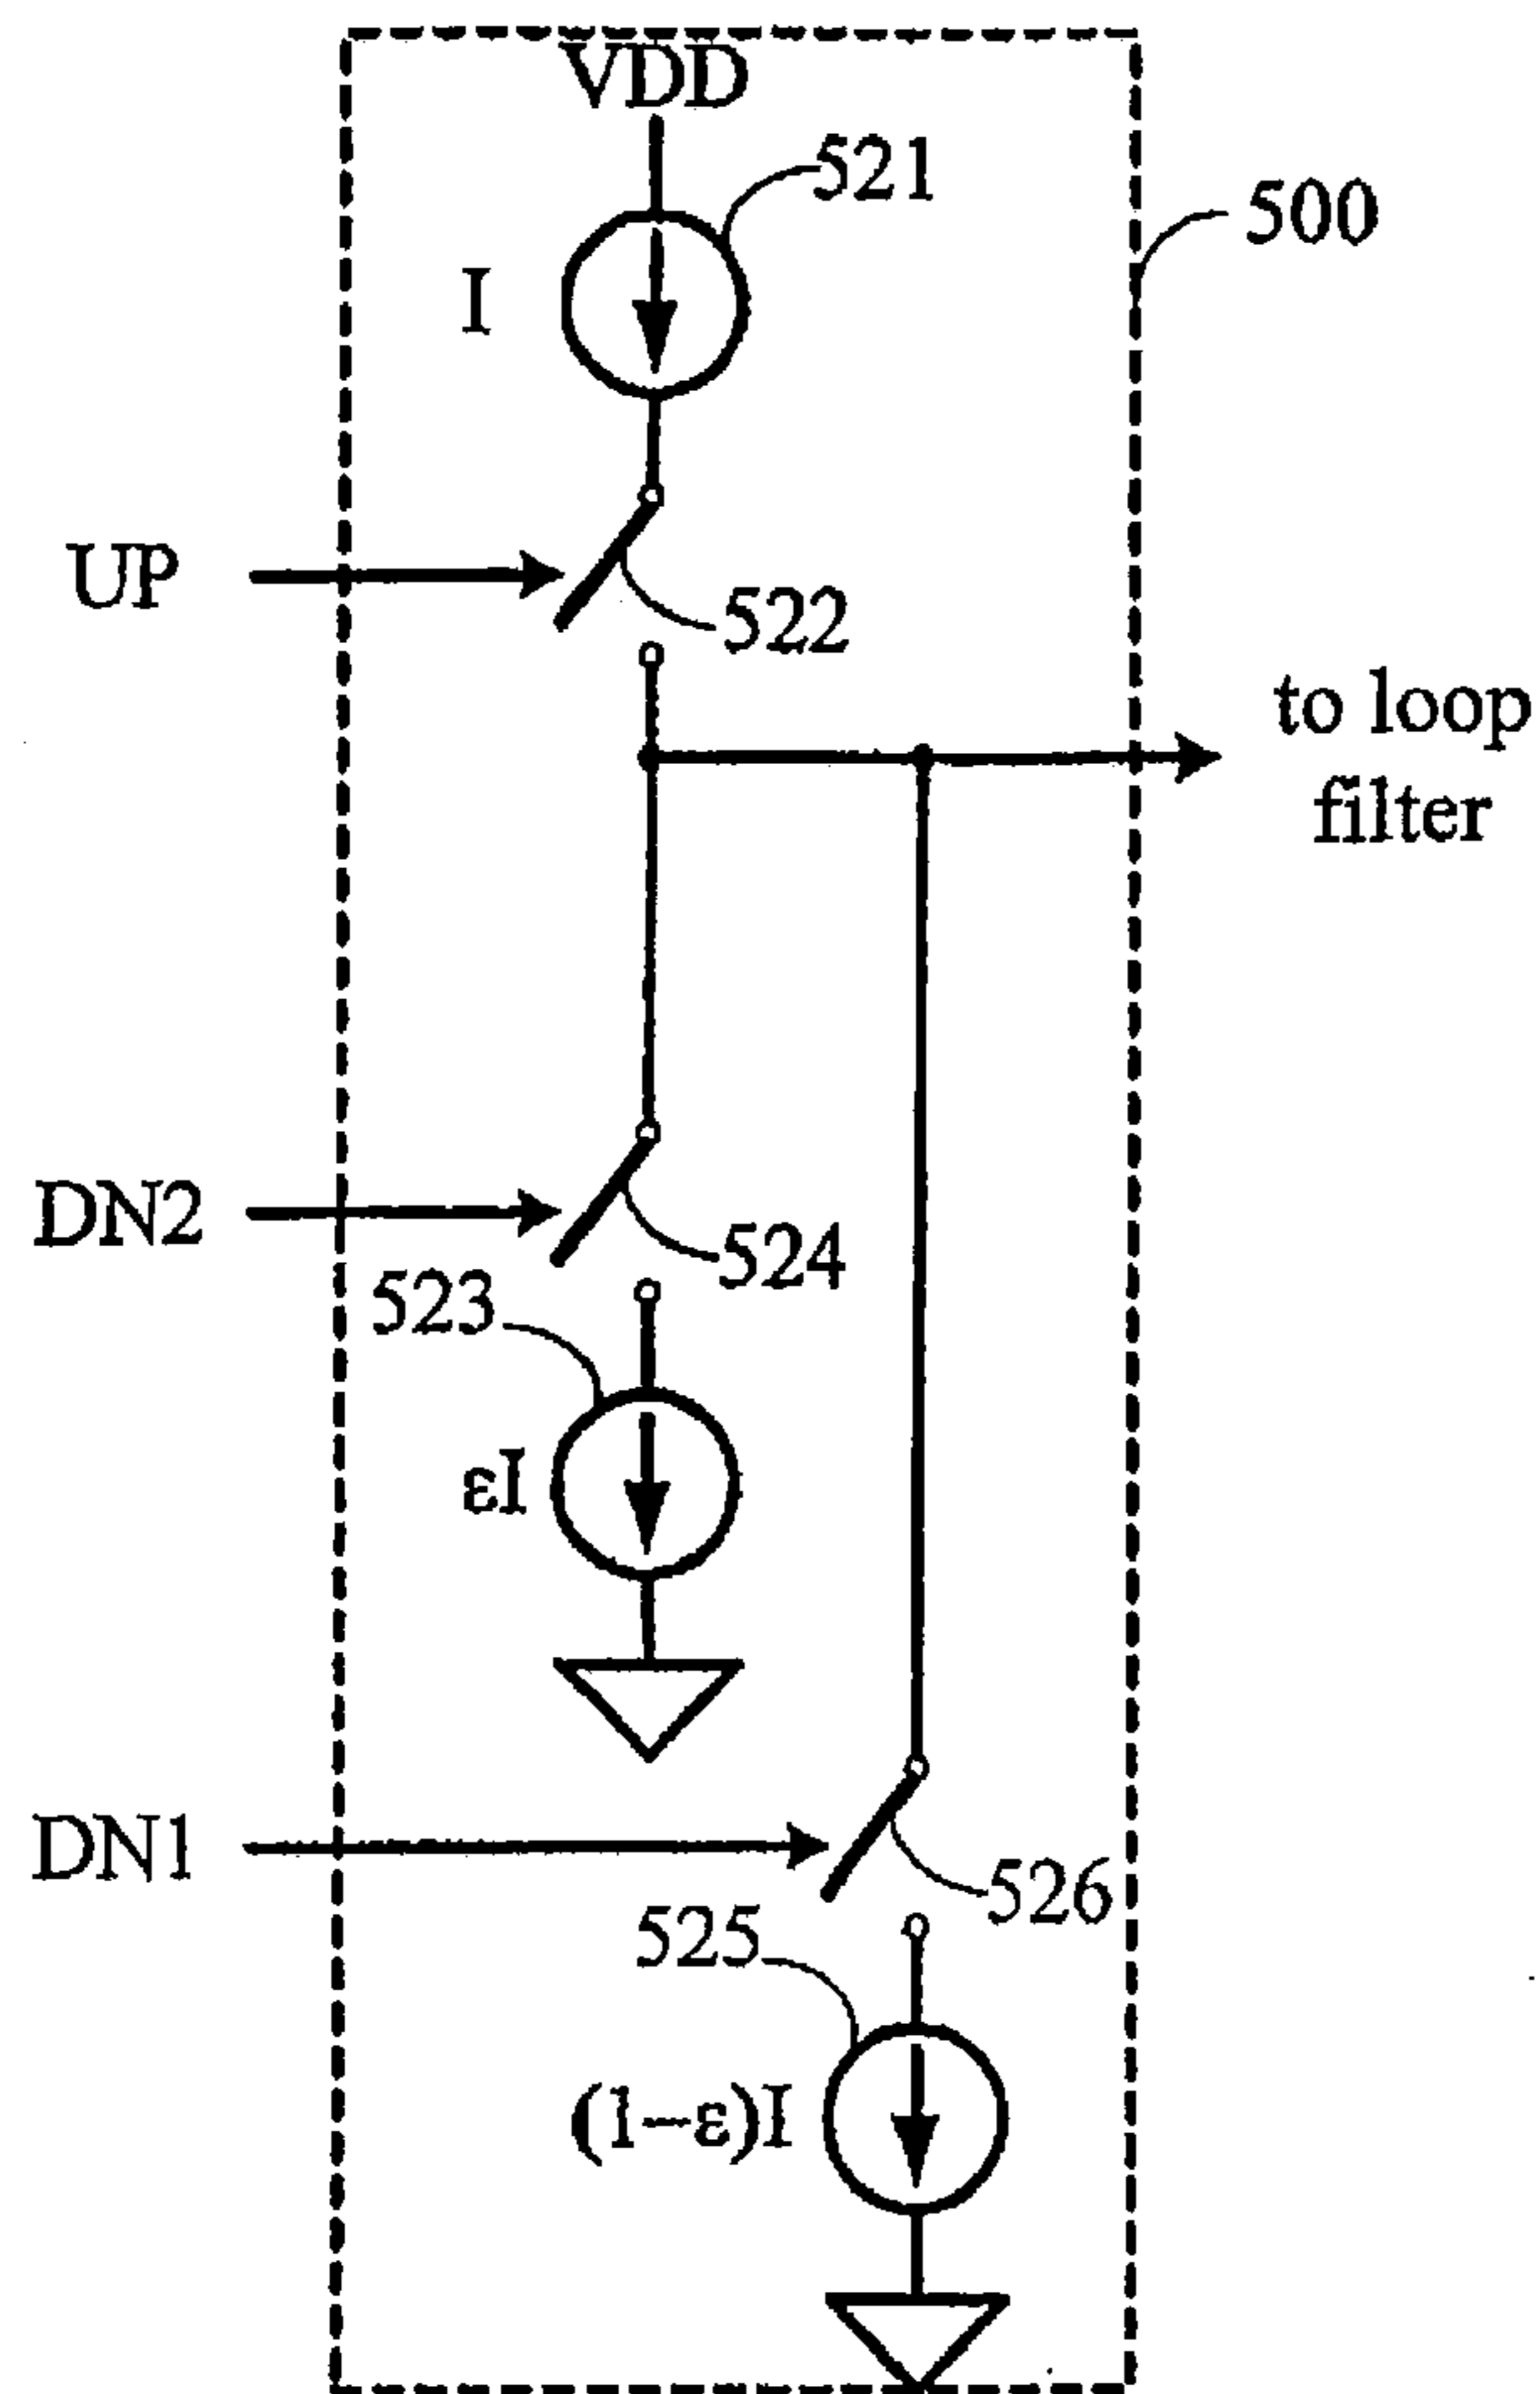 VDD
521
500
I
UP
522
to loop
filter
DN2
524
523
εI
DN1
526
525
(1−ε)I